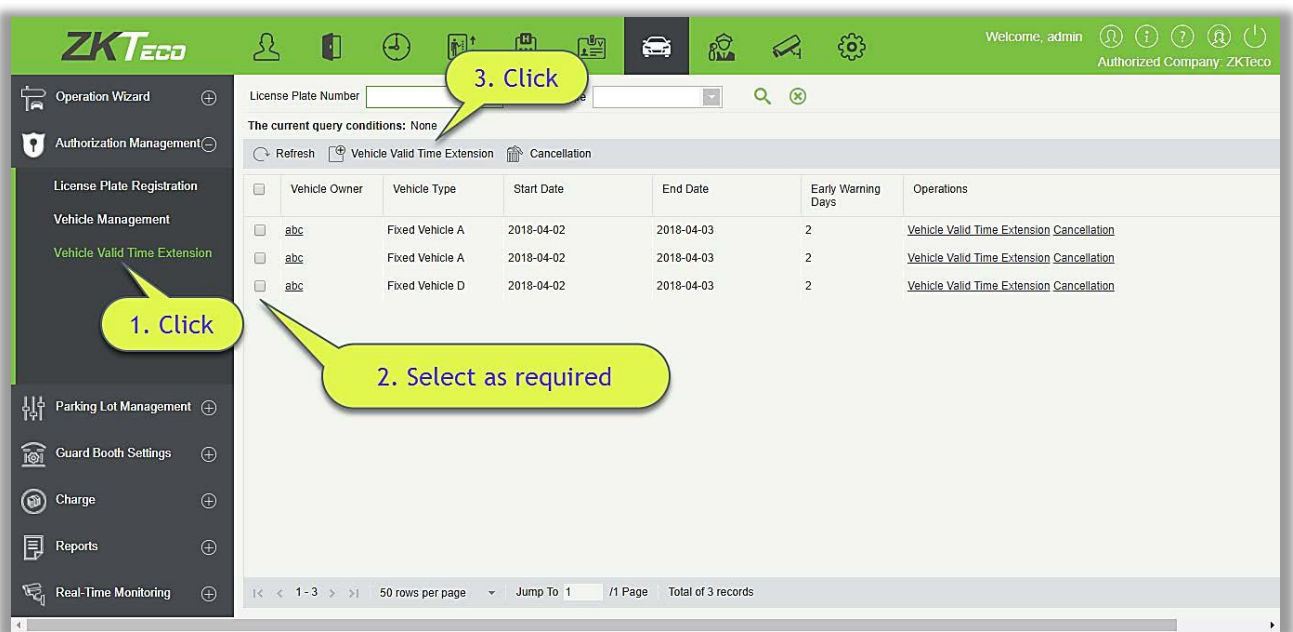 ZKTeco
Welcome, admin
Authorized Company: ZKTeco
3. Click
Operation Wizard
License Plate Number
The current query conditions: None
Authorization Management
Refresh Vehicle Valid Time Extension Cancellation
License Plate Registration
Vehicle Management
Vehicle Valid Time Extension
Vehicle Owner Vehicle Type Start Date End Date Early Warning Days Operations
abc Fixed Vehicle A 2018-04-02 2018-04-03 2 Vehicle Valid Time Extension Cancellation
abc Fixed Vehicle A 2018-04-02 2018-04-03 2 Vehicle Valid Time Extension Cancellation
abc Fixed Vehicle D 2018-04-02 2018-04-03 2 Vehicle Valid Time Extension Cancellation
1. Click
2. Select as required
Parking Lot Management
Guard Booth Settings
Charge
Reports
Real-Time Monitoring
1 - 3 50 rows per page Jump To 1 /1 Page Total of 3 records